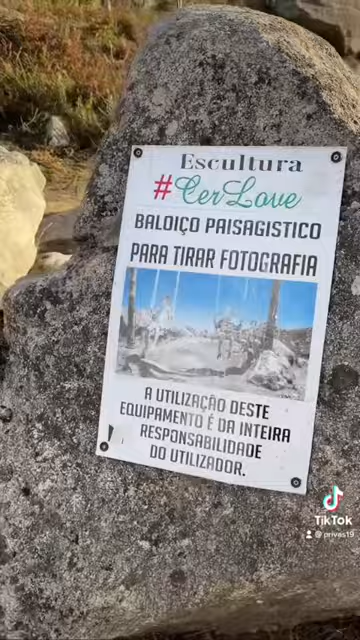 Escultura
#CerLove
BALOIÇO PAISAGISTICO
PARA TIRAR FOTOGRAFIA
A UTILIZAÇÃO DESTE
EQUIPAMENTO É DA INTEIRA
RESPONSABILIDADE
DO UTILIZADOR.
TikTok
@privas19